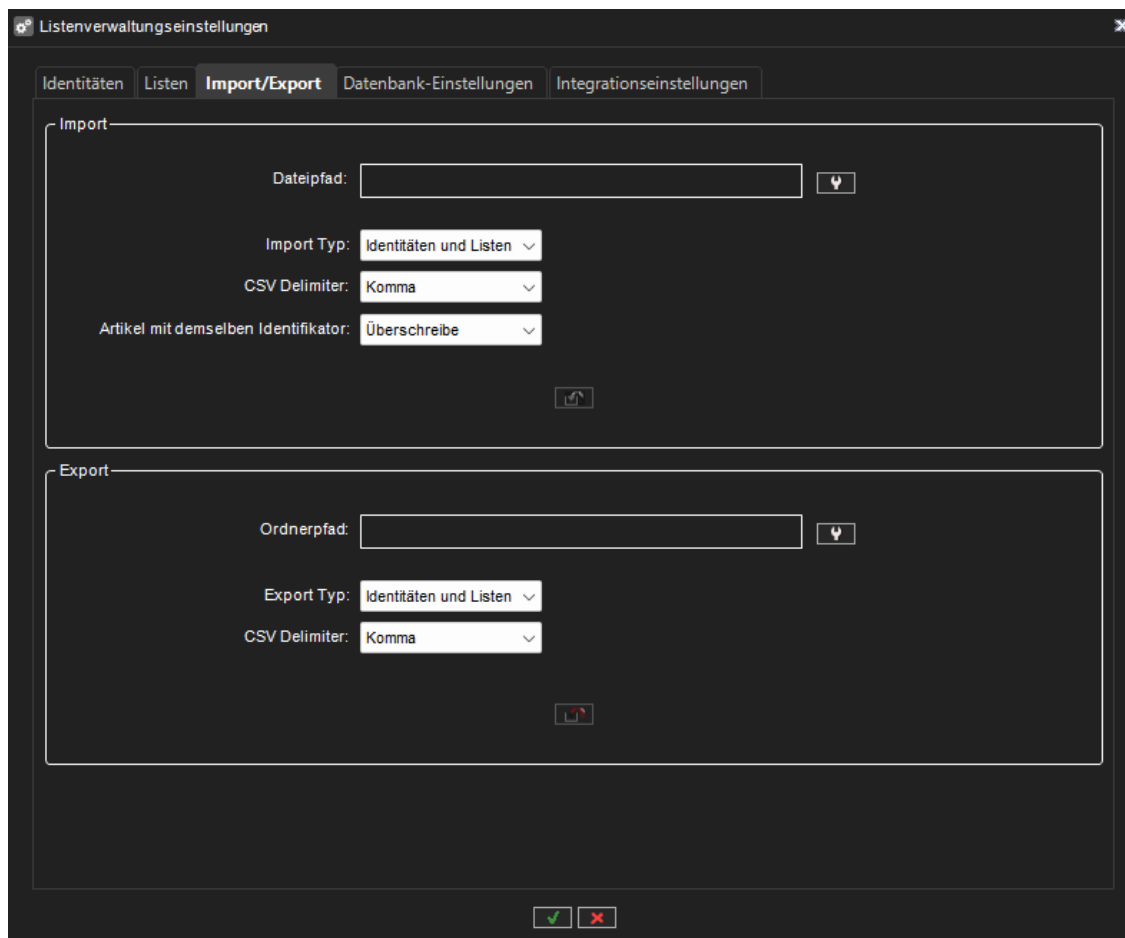 Listenverwaltungseinstellungen
Identitäten Listen Import/Export Datenbank-Einstellungen Integrationseinstellungen
Import
Dateipfad:
Import Typ: Identitäten und Listen
CSV Delimiter: Komma
Artikel mit demselben Identifikator: Überschreibe
Export
Ordnerpfad:
Export Typ: Identitäten und Listen
CSV Delimiter: Komma